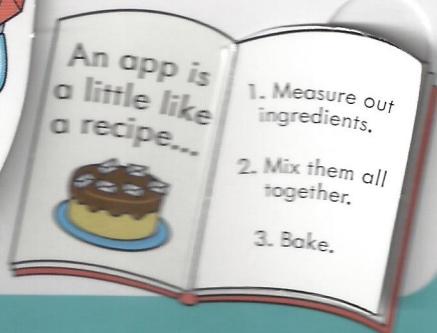 An app is
a little like
a recipe...
1. Measure out
ingredients.
2. Mix them all
together.
3. Bake.